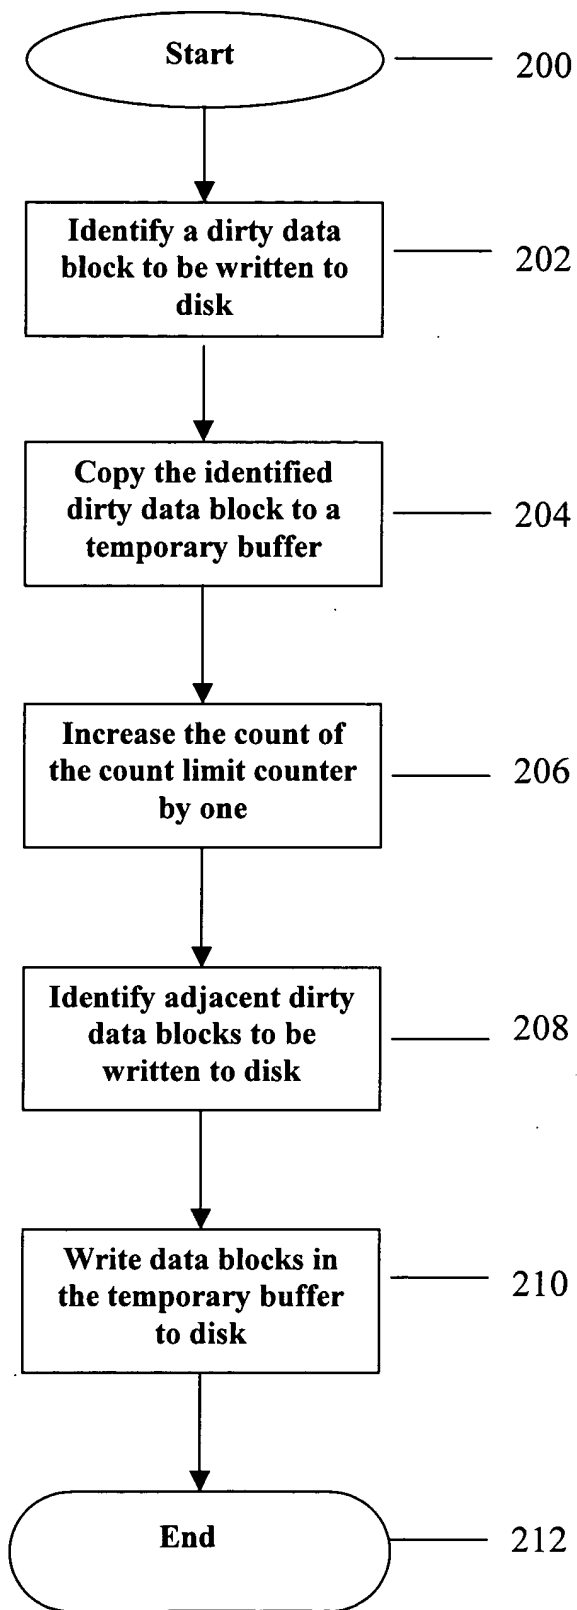 Start
200
Identify a dirty data
block to be written to
disk
202
Copy the identified
dirty data block to a
temporary buffer
204
Increase the count of
the count limit counter
by one
206
Identify adjacent dirty
data blocks to be
written to disk
208
Write data blocks in
the temporary buffer
to disk
210
End
212